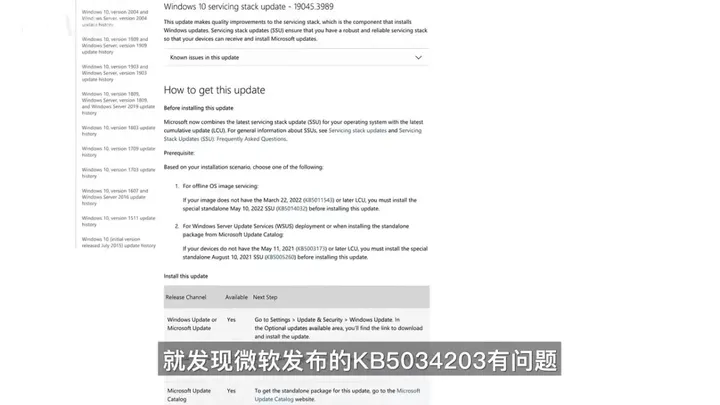 Windows 10, version 2004 and
Windows Server, version 2004
update history
Windows 10, version 1909 and
Windows Server, version 1909
update history
Windows 10, version 1903 and
Windows Server, version 1903
update history
Windows 10, version 1809,
Windows Server, version 1809,
and Windows Server 2019 update
history
Windows 10, version 1803 update
history
Windows 10, version 1709 update
history
Windows 10, version 1703 update
history
Windows 10, version 1607 and
Windows Server 2016 update
history
Windows 10, version 1511 update
history
Windows 10 (initial version
released July 2015) update history
Windows 10 servicing stack update - 19045.3989
This update makes quality improvements to the servicing stack, which is the component that installs
Windows updates. Servicing stack updates (SSU) ensure that you have a robust and reliable servicing stack
so that your devices can receive and install Microsoft updates.
Known issues in this update
How to get this update
Before installing this update
Microsoft now combines the latest servicing stack update (SSU) for your operating system with the latest
cumulative update (LCU). For general information about SSUs, see Servicing stack updates and Servicing
Stack Updates (SSU): Frequently Asked Questions.
Prerequisite:
Based on your installation scenario, choose one of the following:
1. For offline OS image servicing:
If your image does not have the March 22, 2022 (KB5011543) or later LCU, you must install the
special standalone May 10, 2022 SSU (KB5014032) before installing this update.
2. For Windows Server Update Services (WSUS) deployment or when installing the standalone
package from Microsoft Update Catalog:
If your devices do not have the May 11, 2021 (KB5003173) or later LCU, you must install the special
standalone August 10, 2021 SSU (KB5005260) before installing this update.
Install this update
Release Channel Available Next Step
Windows Update or
Microsoft Update
Yes
Go to Settings > Update & Security > Windows Update. In
the Optional updates available area, you'll find the link to download
and install the update.
就发现微软发布的KB5034203有问题
Microsoft Update
Catalog
Yes
To get the standalone package for this update, go to the Microsoft
Update Catalog website.